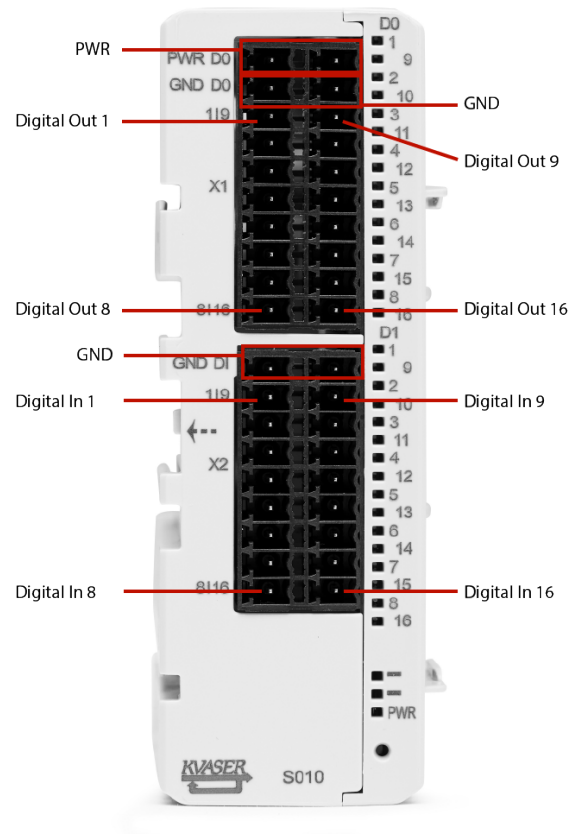 D0
PWR
PWR D0
1
9
GND D0
2
10
GND
Digital Out 1
1|9
3
11
Digital Out 9
4
12
X1
5
13
6
14
7
15
8
Digital Out 8
8|16
16
Digital Out 16
D1
GND
GND DI
1
9
Digital In 1
1|9
2
10
Digital In 9
3
11
X2
4
12
5
13
6
14
7
15
Digital In 8
8|16
8
Digital In 16
16
PWR
KVASER
S010